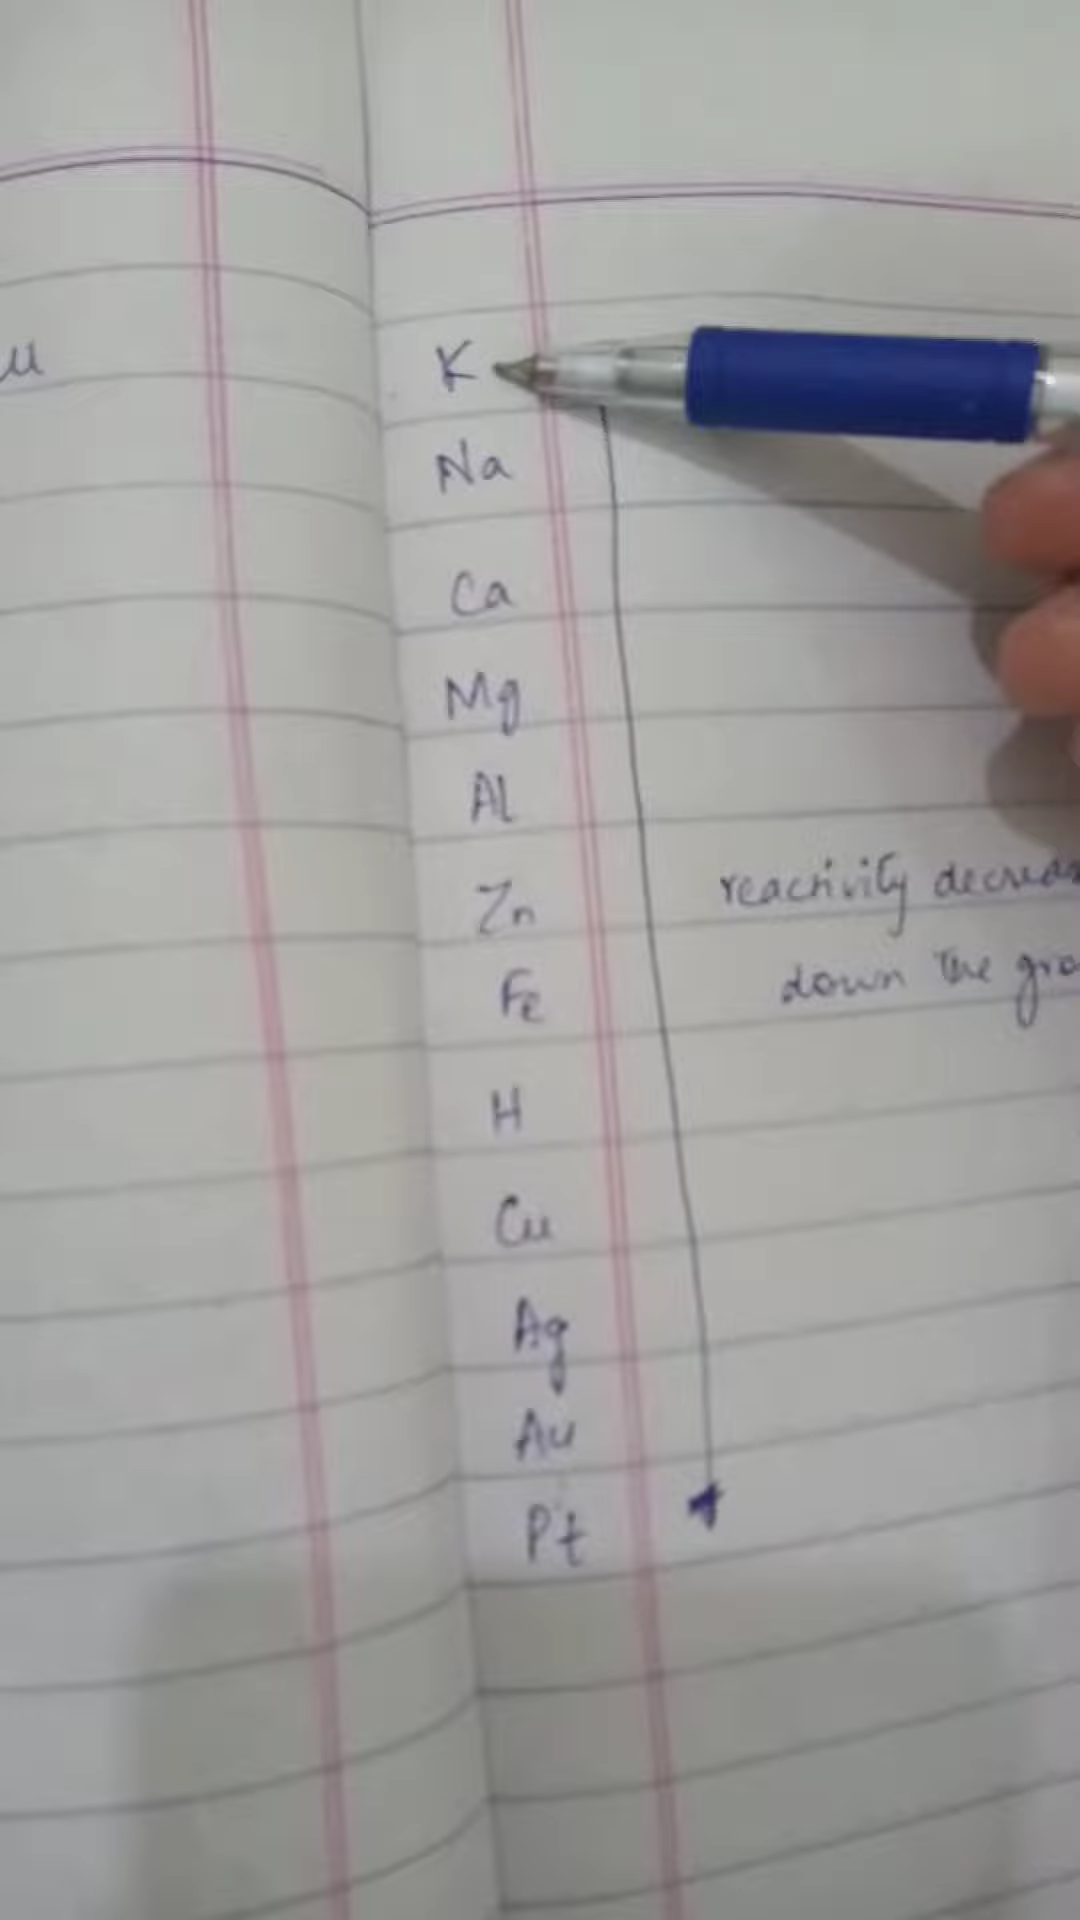 u
K
Na
Ca
Mg
Al
Zn
reactivity
Fe
down the
H
Cu
Ag
Au
Pt